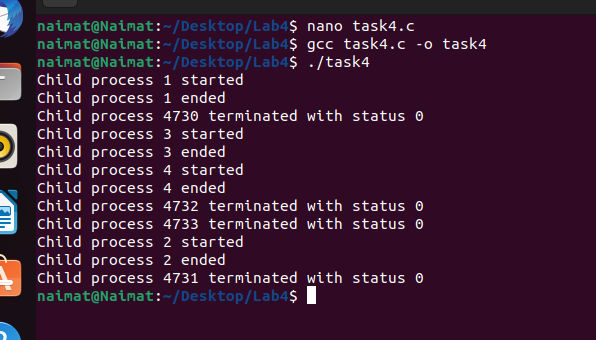 naimat@Naimat:~/Desktop/Lab4$ nano task4.c
naimat@Naimat:~/Desktop/Lab4$ gcc task4.c -o task4
naimat@Naimat:~/Desktop/Lab4$ ./task4
Child process 1 started
Child process 1 ended
Child process 4730 terminated with status 0
Child process 3 started
Child process 3 ended
Child process 4 started
Child process 4 ended
Child process 4732 terminated with status 0
Child process 4733 terminated with status 0
Child process 2 started
Child process 2 ended
Child process 4731 terminated with status 0
naimat@Naimat:~/Desktop/Lab4$